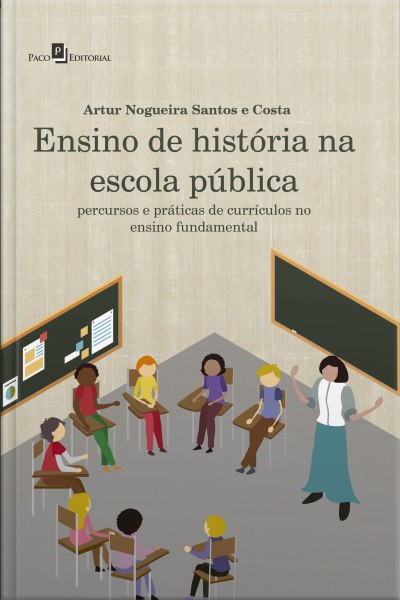 PACO EDITORIAL
Artur Nogueira Santos e Costa
Ensino de história na
escola pública
percursos e práticas de currículos no
ensino fundamental